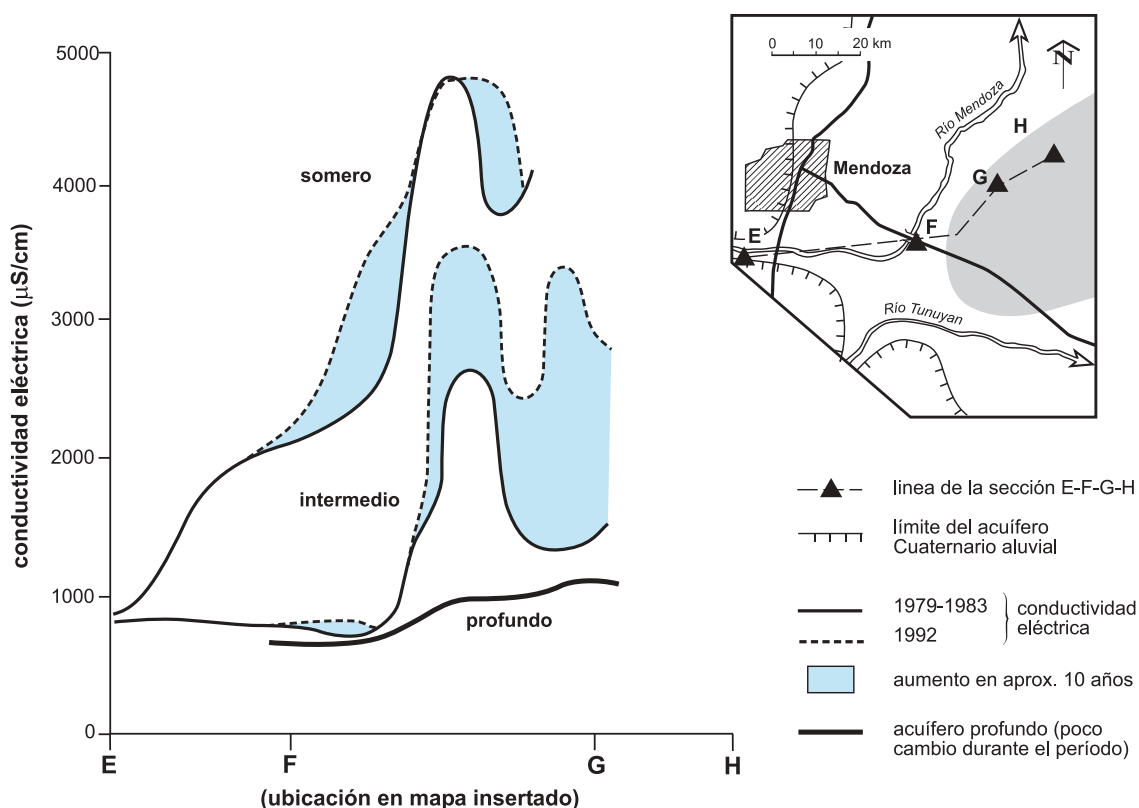 conductividad eléctrica (µS/cm)
5000
4000
3000
2000
1000
0
somero
intermedio
profundo
E
F
G
H
(ubicación en mapa insertado)
0 10 20 km
N
Río Mendoza
H
G
Mendoza
F
E
Río Tunuyan
linea de la sección E-F-G-H
límite del acuífero
Cuaternario aluvial
1979-1983
1992
conductividad
eléctrica
aumento en aprox. 10 años
acuífero profundo (poco
cambio durante el período)